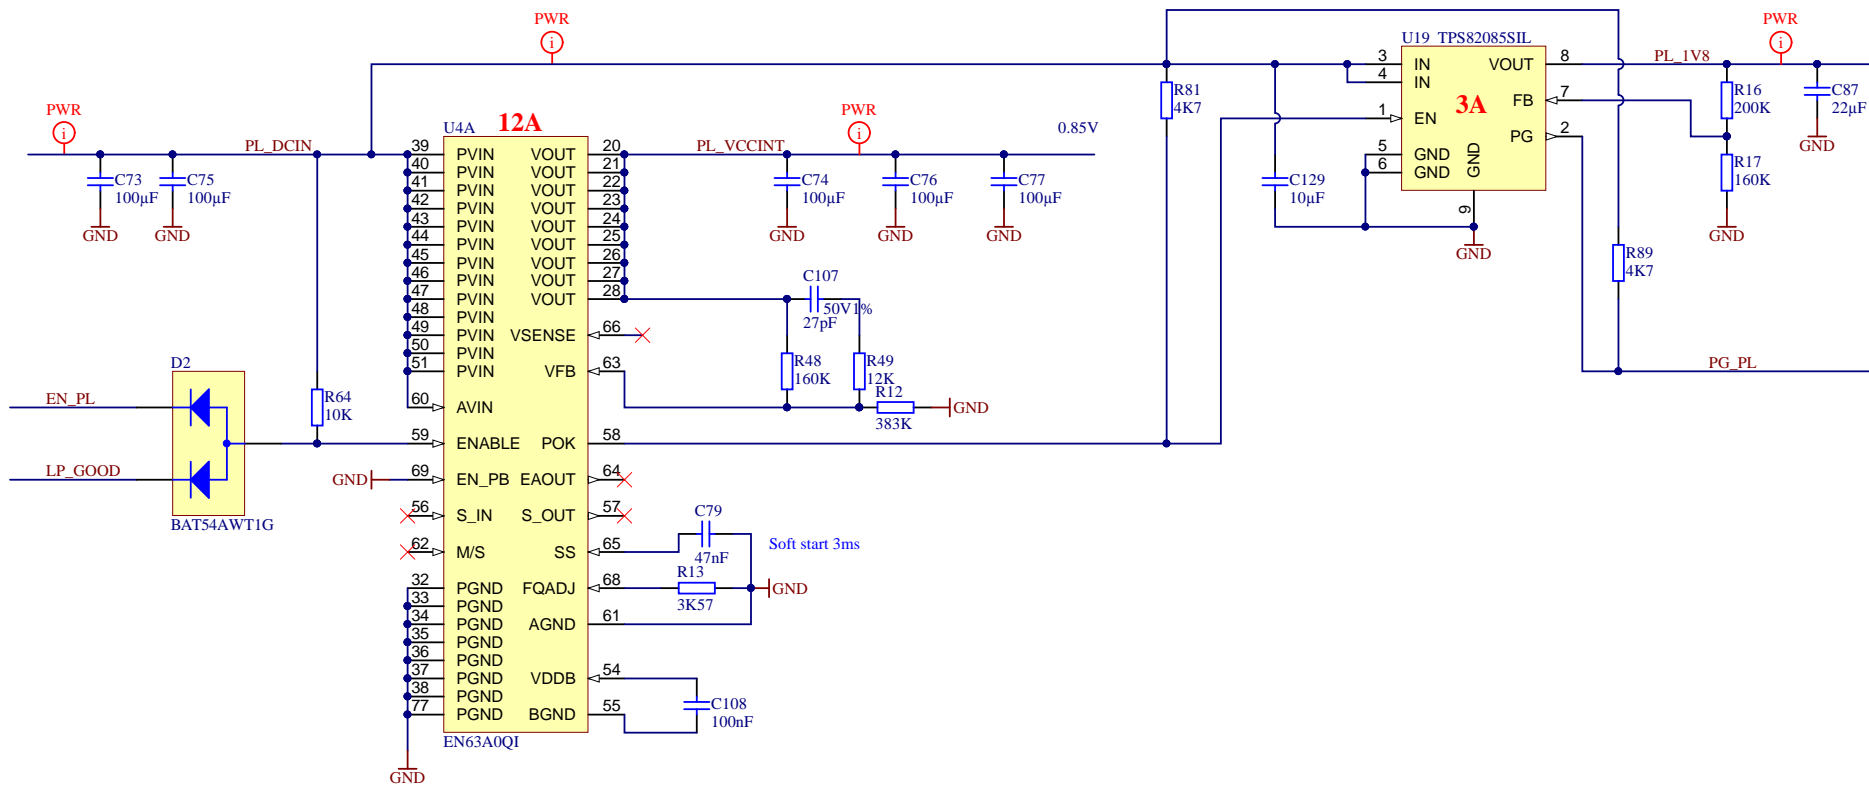 PWR
i
PWR
i
U19 TPS82085SIL
3 IN VOUT 8
4 IN
FB 7
3A
1 EN
PG 2
5 GND
6 GND
GND
9
GND
PL_1V8
PWR
i
R16
200K
R17
160K
GND
C87
22µF
GND
R81
4K7
C129
10µF
R89
4K7
PG_PL
PWR
i
PL_DCIN
C73
100µF
GND
C75
100µF
GND
U4A
12A
39 PVIN VOUT 20
40 PVIN VOUT 21
41 PVIN VOUT 22
42 PVIN VOUT 23
43 PVIN VOUT 24
44 PVIN VOUT 25
45 PVIN VOUT 26
46 PVIN VOUT 27
47 PVIN VOUT 28
48 PVIN
49 PVIN VSENSE 66
50 PVIN
51 PVIN VFB 63
60 AVIN
59 ENABLE POK 58
69 EN_PB EAOUT 64
56 S_IN S_OUT 57
62 M/S SS 65
32 PGND FQADJ 68
33 PGND
34 PGND AGND 61
35 PGND
36 PGND
37 PGND VDDB 54
38 PGND
77 PGND BGND 55
EN63A0QI
GND
GND
PL_VCCINT
0.85V
C74
100µF
GND
C76
100µF
GND
C77
100µF
GND
C107
50V1%
27pF
R48
160K
R49
12K
R12
383K
GND
D2
EN_PL
LP_GOOD
BAT54AWT1G
R64
10K
C79
47nF
Soft start 3ms
R13
3K57
GND
C108
100nF